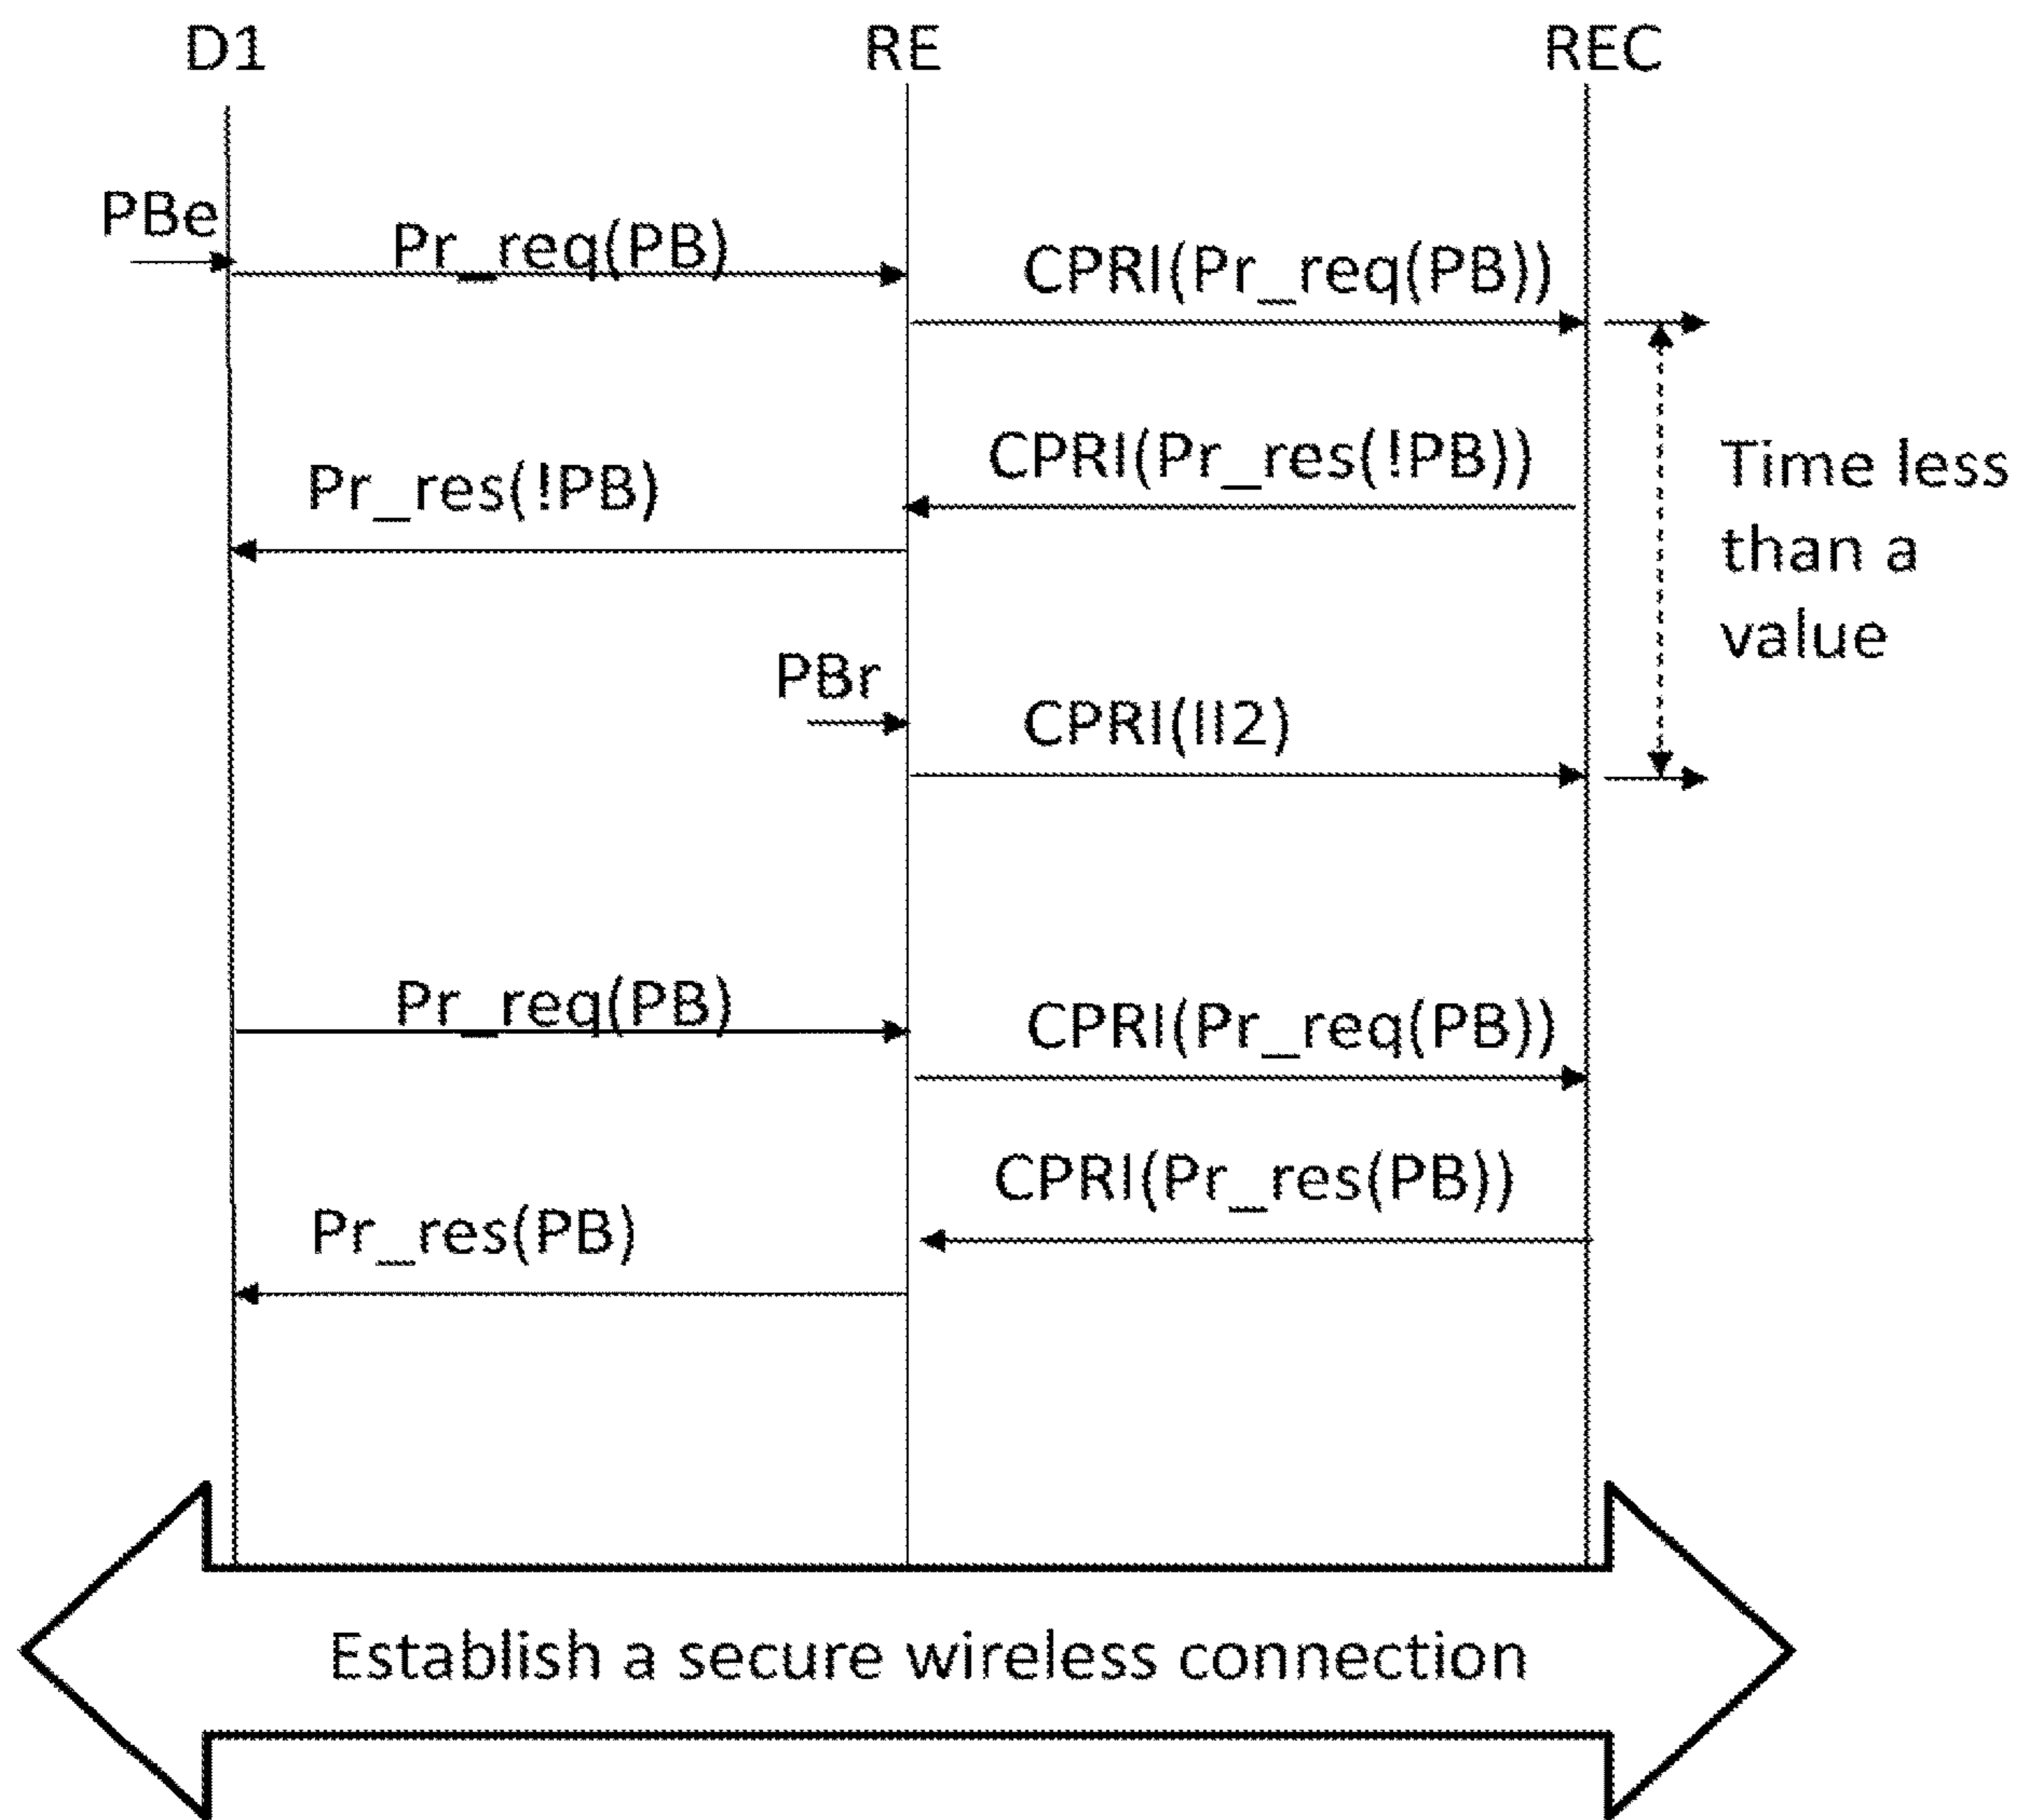 D1
RE
REC
PBe
Pr_req(PB)
CPRI(Pr_req(PB))
CPRI(Pr_res(!PB))
Pr_res(!PB)
Time less
than a
value
PBr
CPRI(II2)
Pr_req(PB)
CPRI(Pr_req(PB))
CPRI(Pr_res(PB))
Pr_res(PB)
Establish a secure wireless connection